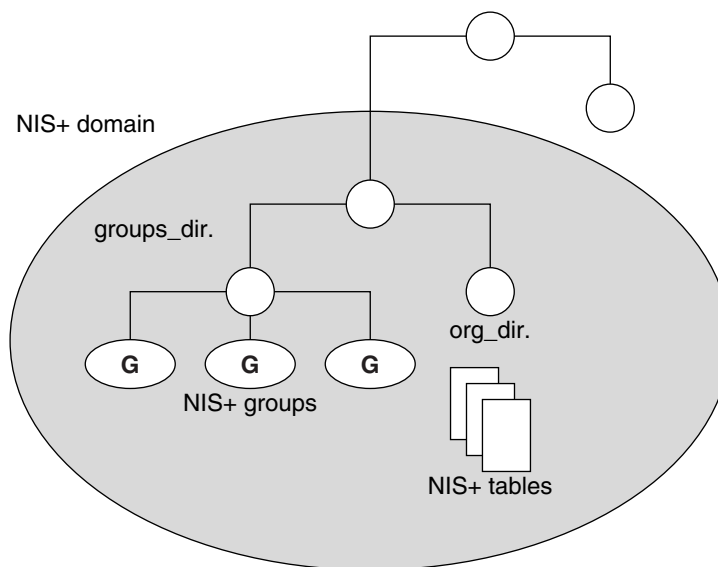 NIS+ domain
groups_dir.
org_dir.
G
G
G
NIS+ groups
NIS+ tables